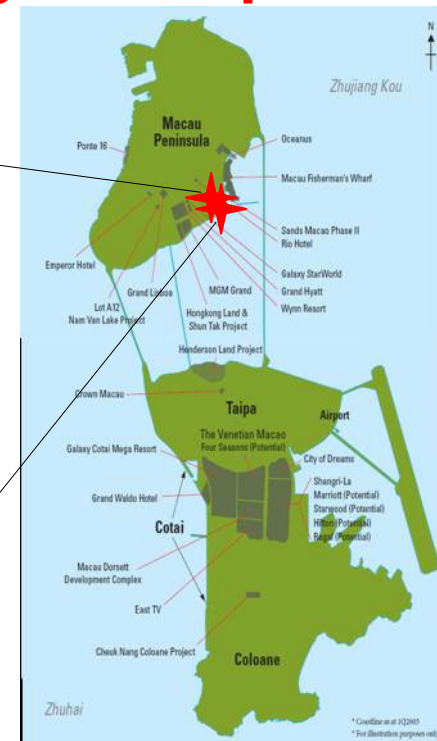 N
Zhujiang Kou
Macau
Peninsula
Ponte 16
Oceanus
Macau Fisherman's Wharf
Sands Macao Phase II
Rio Hotel
Emperor Hotel
Galaxy StarWorld
Grand Lisboa
MGM Grand
Grand Hyatt
Lot A12
Nam Van Lake Project
Hongkong Land &
Shun Tak Project
Wynn Resort
Henderson Land Project
Crown Macau
Taipa
Airport
The Venetian Macao
Four Seasons (Potential)
Galaxy Cotai Mega Resort
City of Dreams
Grand Waldo Hotel
Shangri-La
Marriott (Potential)
Starwood (Potential)
Hilton (Potential)
Regal (Potential)
Cotai
Macau Dorsett
Development Complex
East TV
Cheuk Nang Coloane Project
Coloane
Zhuhai
* Coastline as at 1Q2005
* For illustration purposes only